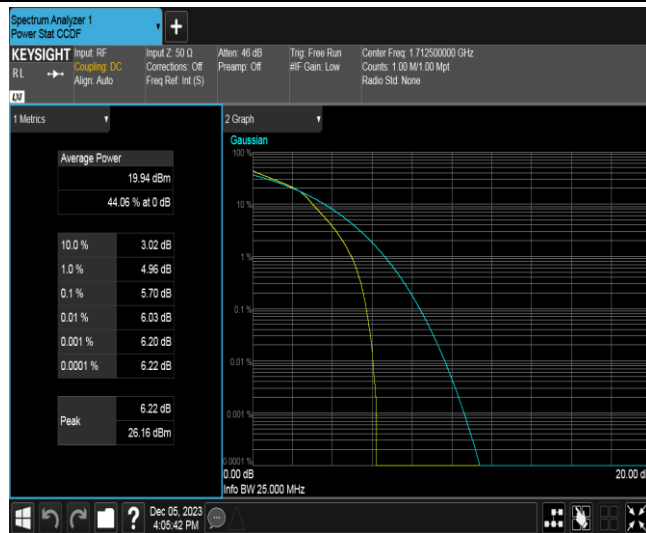 Spectrum Analyzer 1
Power Stat CCDF
+
KEYSIGHT
RL
LXI
Input: RF
Coupling: DC
Align: Auto
Input Z: 50 Ω
Corrections: Off
Freq Ref: Int (S)
Atten: 46 dB
Preamp: Off
Trig: Free Run
#IF Gain: Low
Center Freq: 1.712500000 GHz
Counts: 1.00 M/1.00 Mpt
Radio Std: None
1 Metrics
Average Power
19.94 dBm
44.06 % at 0 dB
10.0 % 3.02 dB
1.0 % 4.96 dB
0.1 % 5.70 dB
0.01 % 6.03 dB
0.001 % 6.20 dB
0.0001 % 6.22 dB
Peak
6.22 dB
26.16 dBm
2 Graph
Gaussian
100 %
10 %
1 %
0.1 %
0.01 %
0.001 %
0.0001 %
0.00 dB 20.00 d
Info BW 25.000 MHz
?
Dec 05, 2023
4:05:42 PM